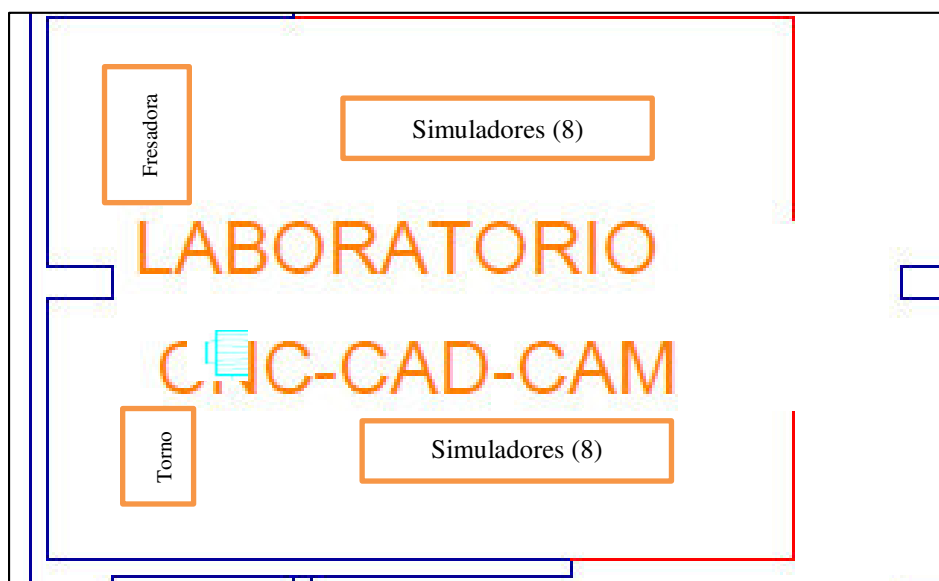 Fresadora
Simuladores (8)
LABORATORIO
CNC-CAD-CAM
Torno
Simuladores (8)